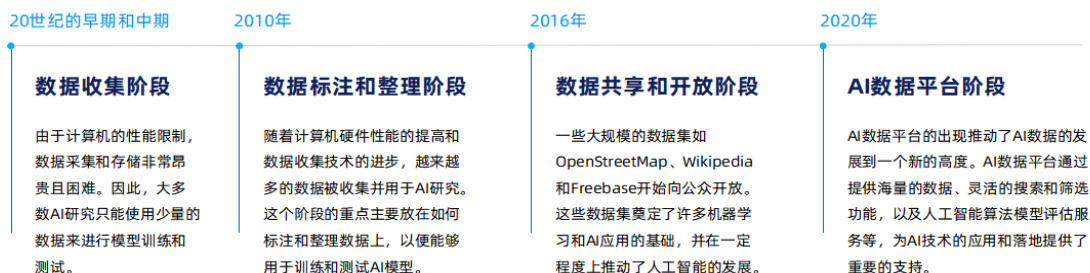 20世纪的早期和中期
数据收集阶段
由于计算机的性能限制，
数据采集和存储非常昂
贵且困难。因此，大多
数AI研究只能使用少量的
数据来进行模型训练和
测试。
2010年
数据标注和整理阶段
随着计算机硬件性能的提高和
数据收集技术的进步，越来越
多的数据被收集并用于AI研究。
这个阶段的重点主要放在如何
标注和整理数据上，以便能够
用于训练和测试AI模型。
2016年
数据共享和开放阶段
一些大规模的数据集如
OpenStreetMap、Wikipedia
和Freebase开始向公众开放。
这些数据集奠定了许多机器学
习和AI应用的基础，并在一定
程度上推动了人工智能的发展。
2020年
AI数据平台阶段
AI数据平台的出现推动了AI数据的发
展到一个新的高度。AI数据平台通过
提供海量的数据、灵活的搜索和筛选
功能，以及人工智能算法模型评估服
务等，为AI技术的应用和落地提供了
重要的支持。